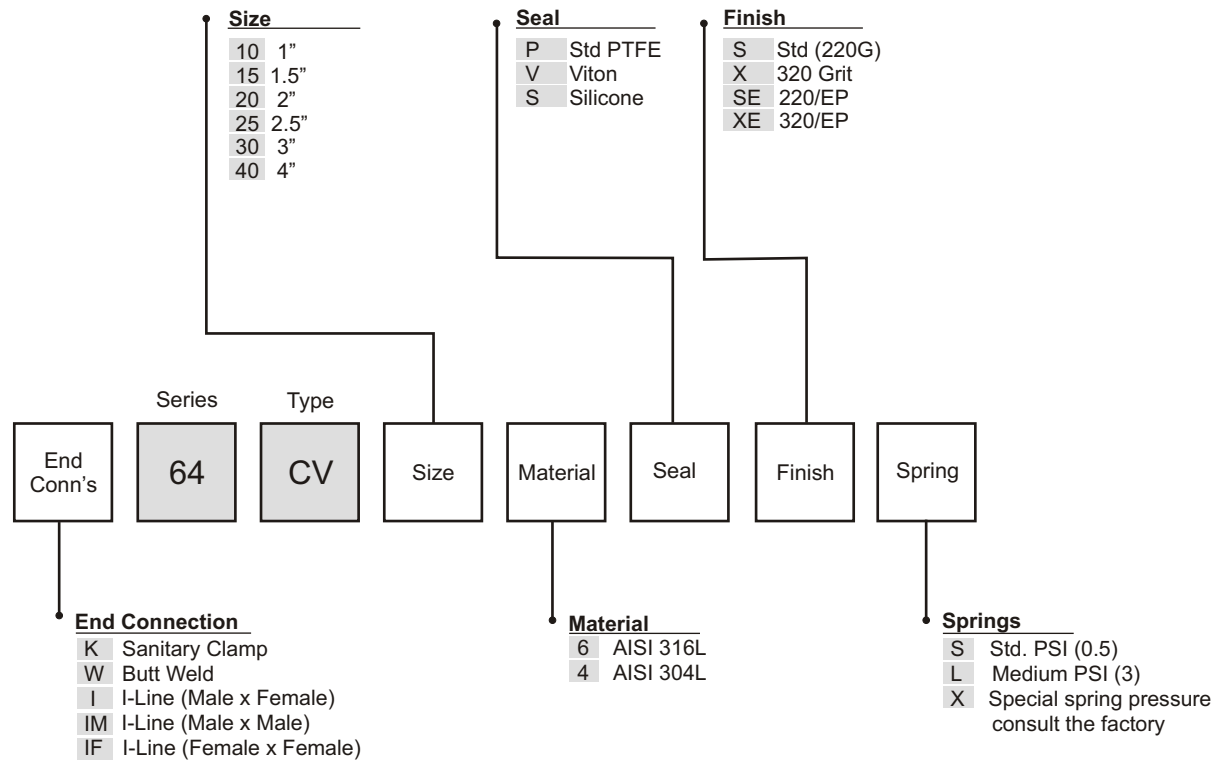 Size
10 1”
15 1.5”
20 2”
25 2.5”
30 3”
40 4”
Seal
P Std PTFE
V Viton
S Silicone
Finish
S Std (220G)
X 320 Grit
SE 220/EP
XE 320/EP
Series
Type
End
Conn’s
64
CV
Size
Material
Seal
Finish
Spring
End Connection
K Sanitary Clamp
W Butt Weld
I I-Line (Male x Female)
IM I-Line (Male x Male)
IF I-Line (Female x Female)
Material
6 AISI 316L
4 AISI 304L
Springs
S Std. PSI (0.5)
L Medium PSI (3)
X Special spring pressure
consult the factory